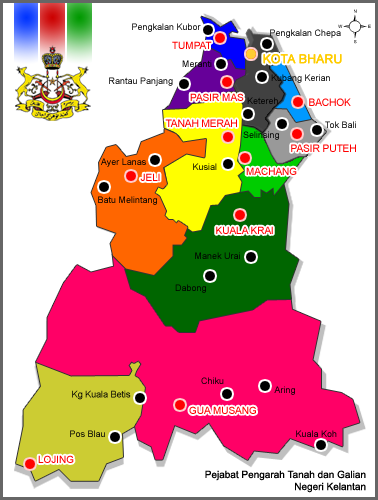 Pengkalan Kubor
Pengkalan Chepa
TUMPAT
KOTA BHARU
Meranti
Kubang Kerian
Rantau Panjang
PASIR MAS
Ketereh
BACHOK
TANAH MERAH
Tok Bali
Selinsing
PASIR PUTEH
Ayer Lanas
Kusial
MACHANG
JELI
Batu Melintang
KUALA KRAI
Manek Urai
Dabong
Chiku
Aring
Kg Kuala Betis
GUA MUSANG
Pos Blau
Kuala Koh
LOJING
Pejabat Pengarah Tanah dan Galian
Negeri Kelantan